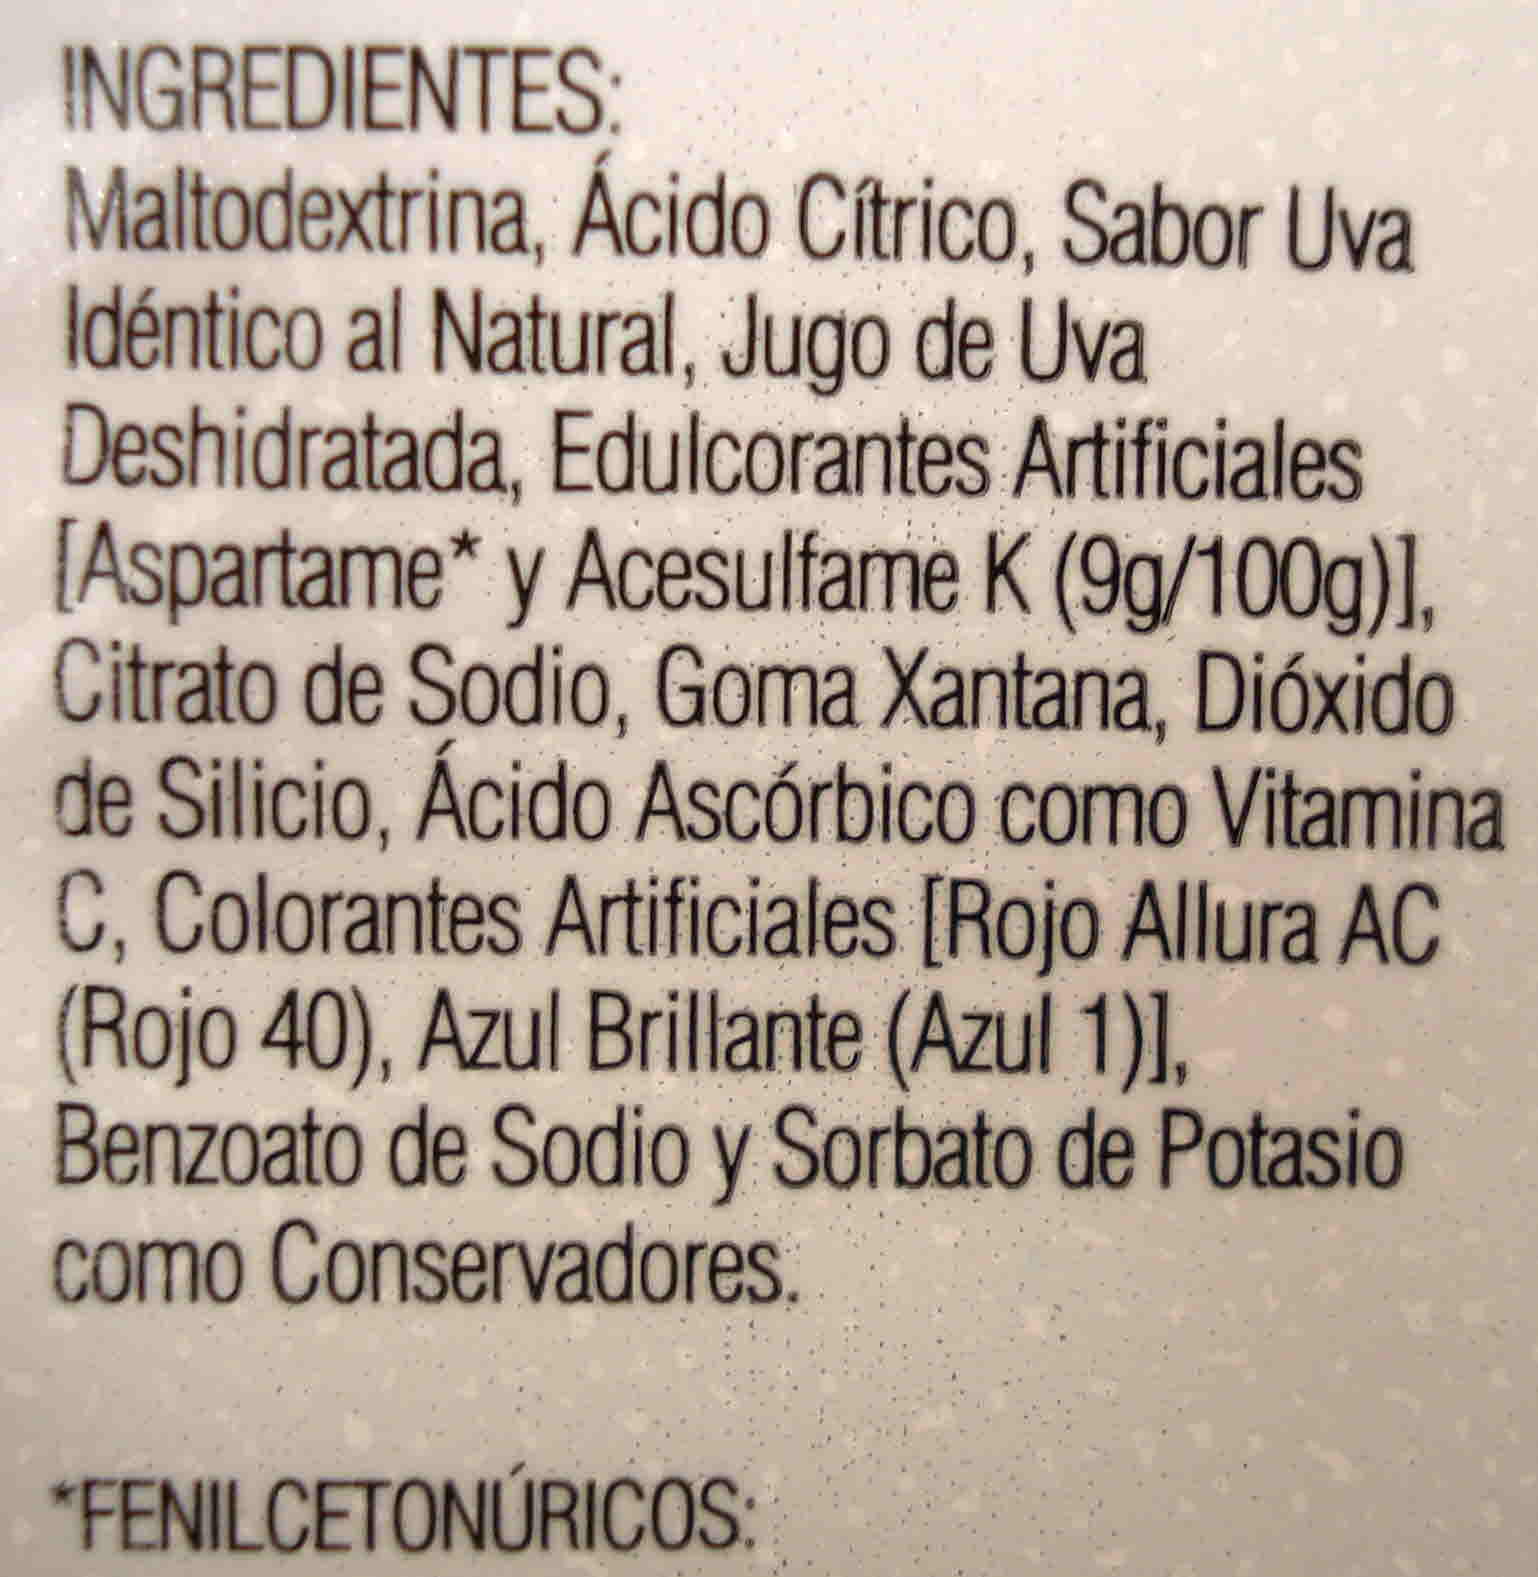 INGREDIENTES:
Maltodextrina, Ácido Cítrico, Sabor Uva
Idéntico al Natural, Jugo de Uva
Deshidratada, Edulcorantes Artificiales
[Aspartame* y Acesulfame K (9g/100g)],
Citrato de Sodio, Goma Xantana, Dióxido
de Silicio, Ácido Ascórbico como Vitamina
C, Colorantes Artificiales [Rojo Allura AC
(Rojo 40), Azul Brillante (Azul 1)],
Benzoato de Sodio y Sorbato de Potasio
como Conservadores.
*FENILCETONÚRICOS: